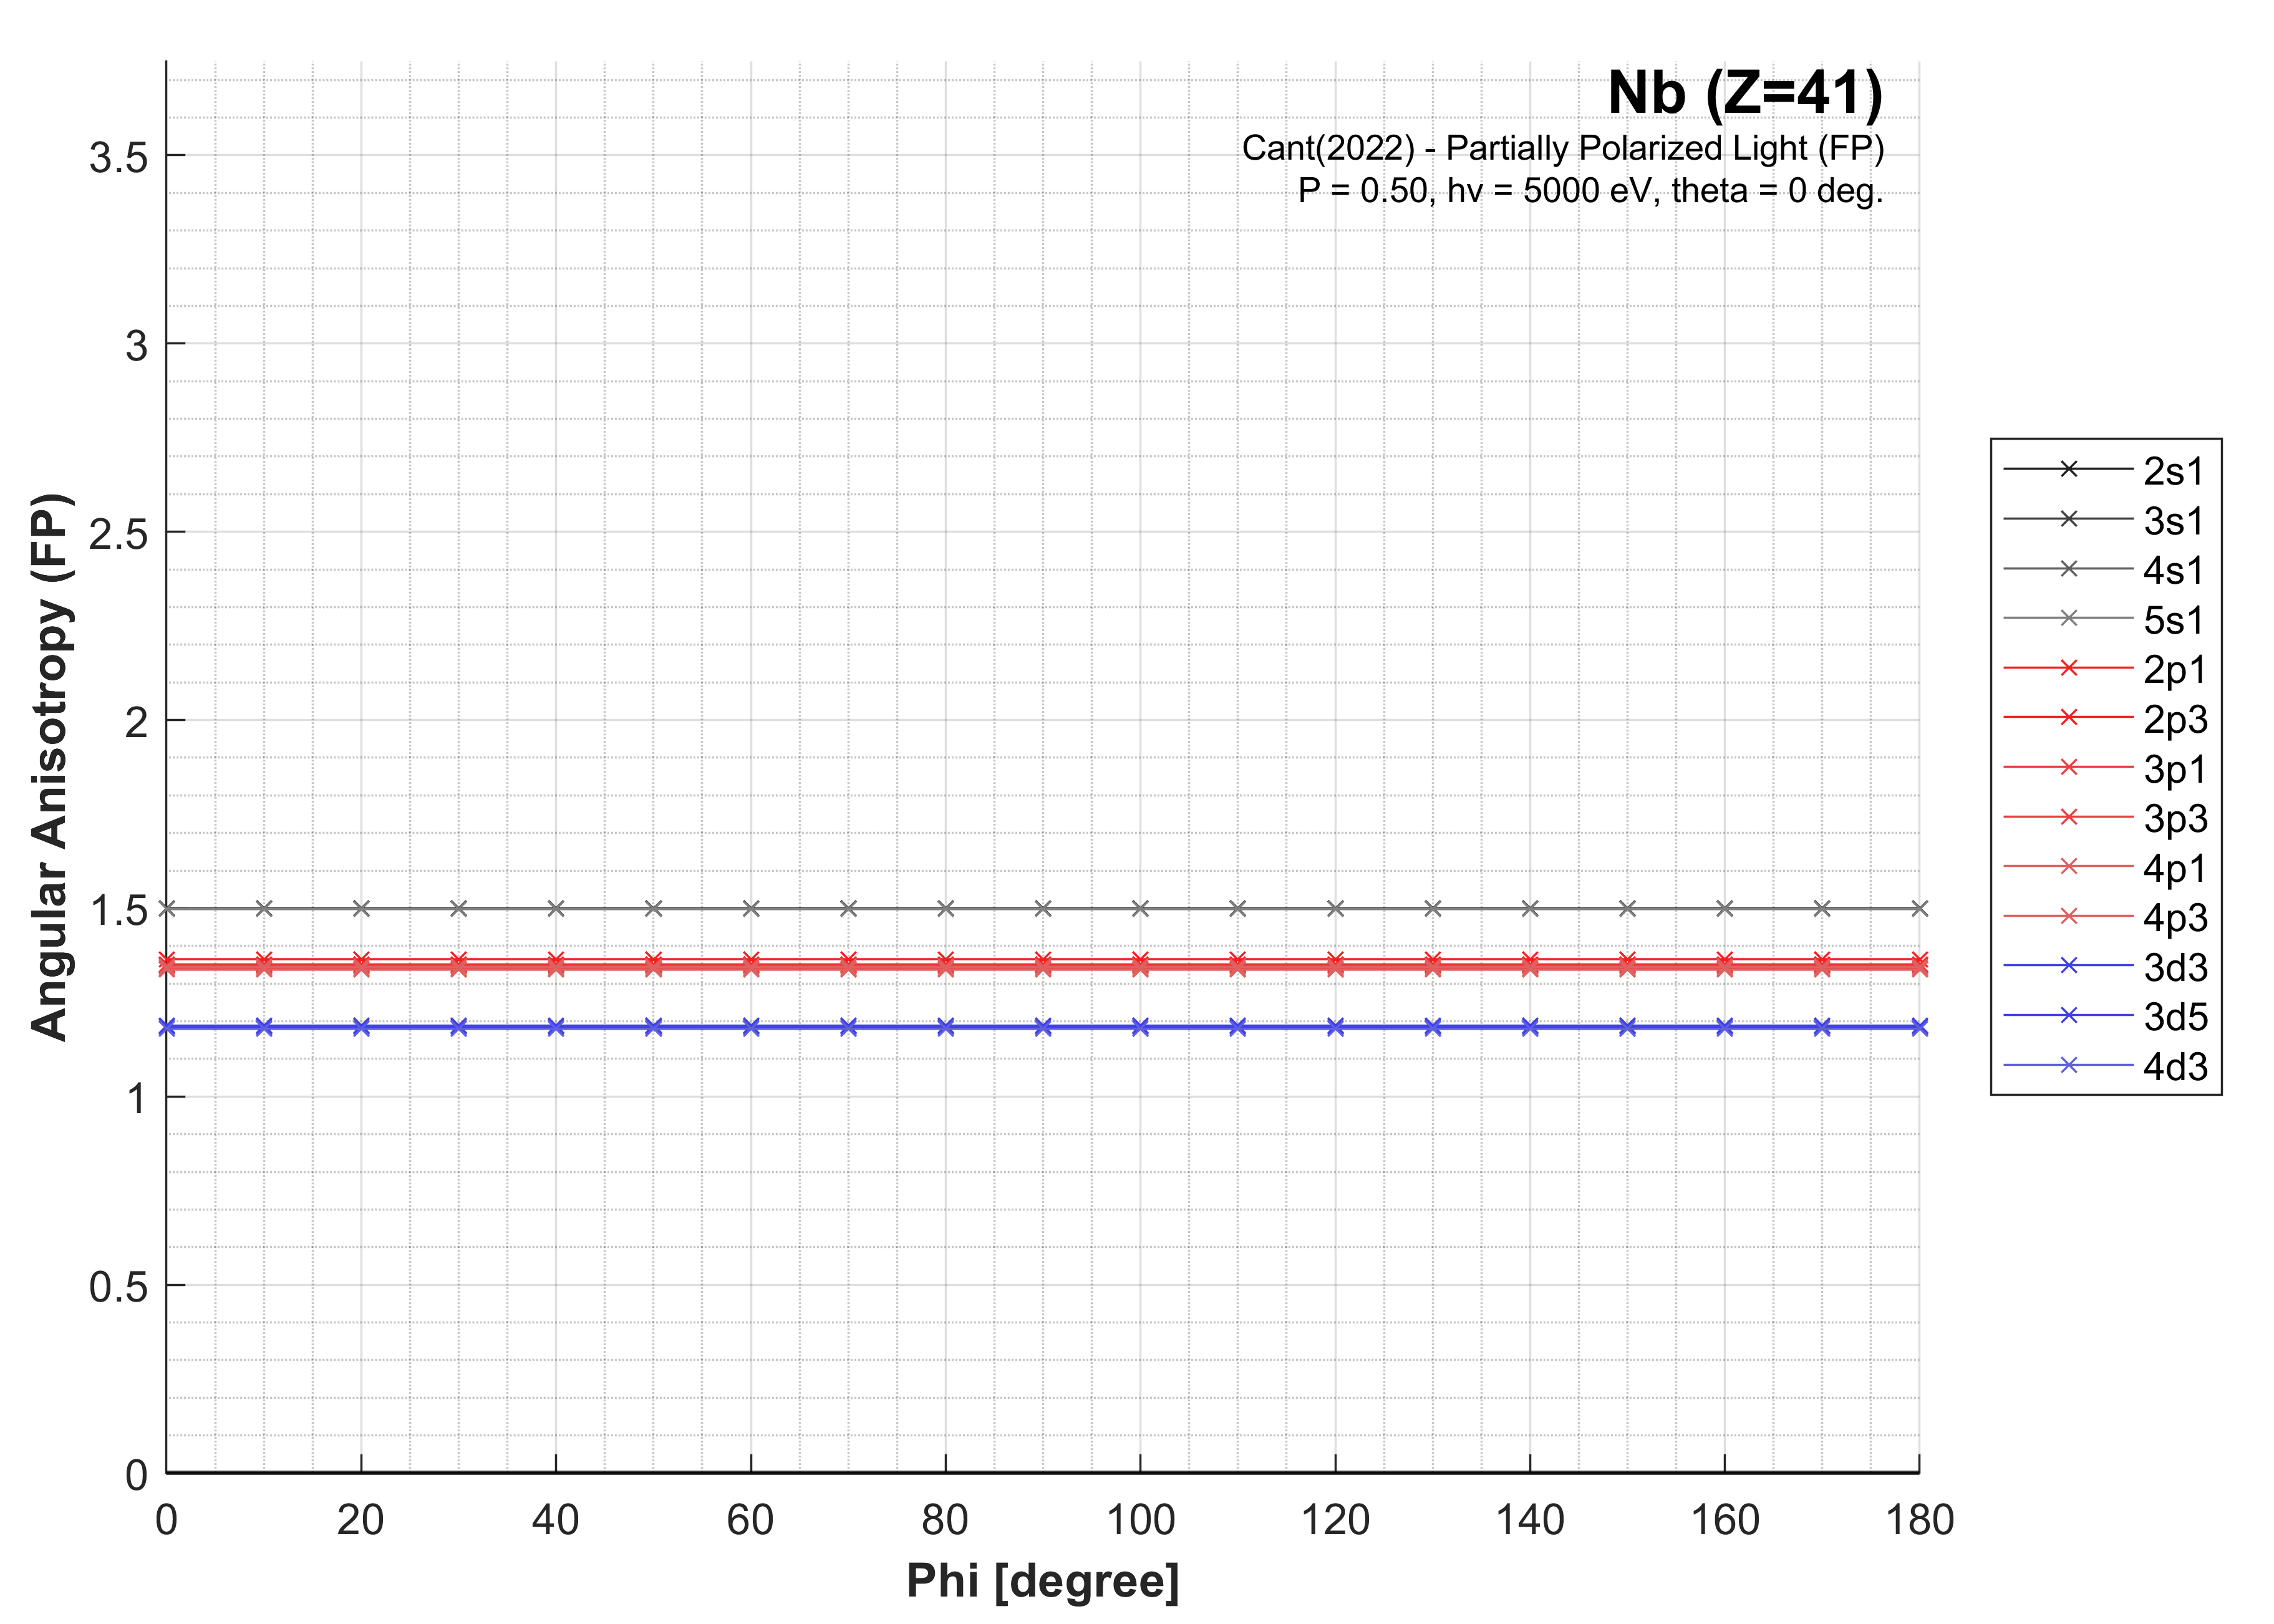 Nb (Z=41)
Cant(2022) - Partially Polarized Light (FP)
P = 0.50, hv = 5000 eV, theta = 0 deg.
Angular Anisotropy (FP)
3.5
3
2.5
2
1.5
1
0.5
0
0 20 40 60 80 100 120 140 160 180
Phi [degree]
2s1
3s1
4s1
5s1
2p1
2p3
3p1
3p3
4p1
4p3
3d3
3d5
4d3